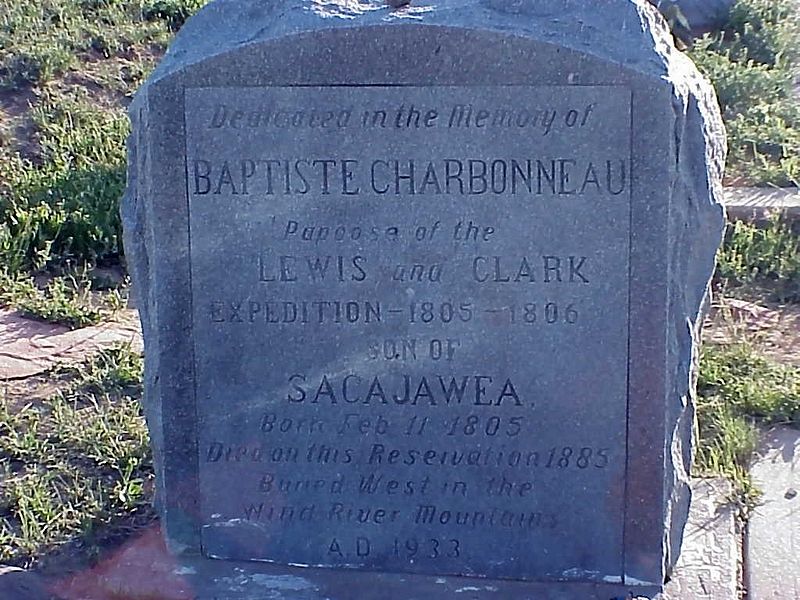 Dedicated in the Memory of
BAPTISTE CHARBONNEAU
Papoose of the
LEWIS and CLARK
EXPEDITION - 1805 - 1806
SON OF
SACAJAWEA
Born Feb 11 1805
Died on this Reservation 1885
Buried West in the
Wind River Mountains
A.D. 1933